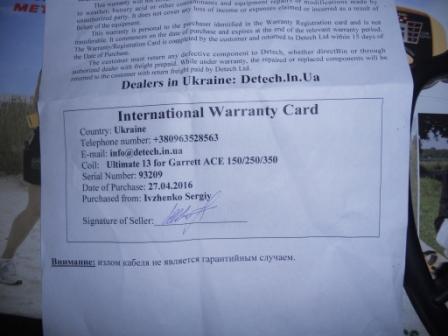 MET
This warranty will not
to weather, battery acid or other contaminants and equipment repairs or modifications made by
unauthorized party. It does not cover any loss of income or expenses claimed or incurred as a result of
failure of the equipment.
This warranty is personal to the purchaser identified in the Warranty Registration card and is not
transferable. It commences on the date of purchase and expires at the end of the relevant warranty period.
The Warranty/Registration Card is completed by the customer and returned to Detech Ltd within 15 days of
the Date of Purchase.
The customer must return any defective component to Detech, whether directly or through
authorized dealer with freight prepaid. While under warranty, the repaired or replaced components will be
returned to the customer with freight paid by Detech Ltd.
Dealers in Ukraine: Detech.In.Ua
International Warranty Card
Country: Ukraine
Telephone number: +380963528563
E-mail: info@detech.in.ua
Coil: Ultimate 13 for Garrett ACE 150/250/350
Serial Number: 93209
Date of Purchase: 27.04.2016
Purchased from: Ivzhenko Sergiy
Signature of Seller:
Внимание: излом кабеля не является гарантийным случаем.